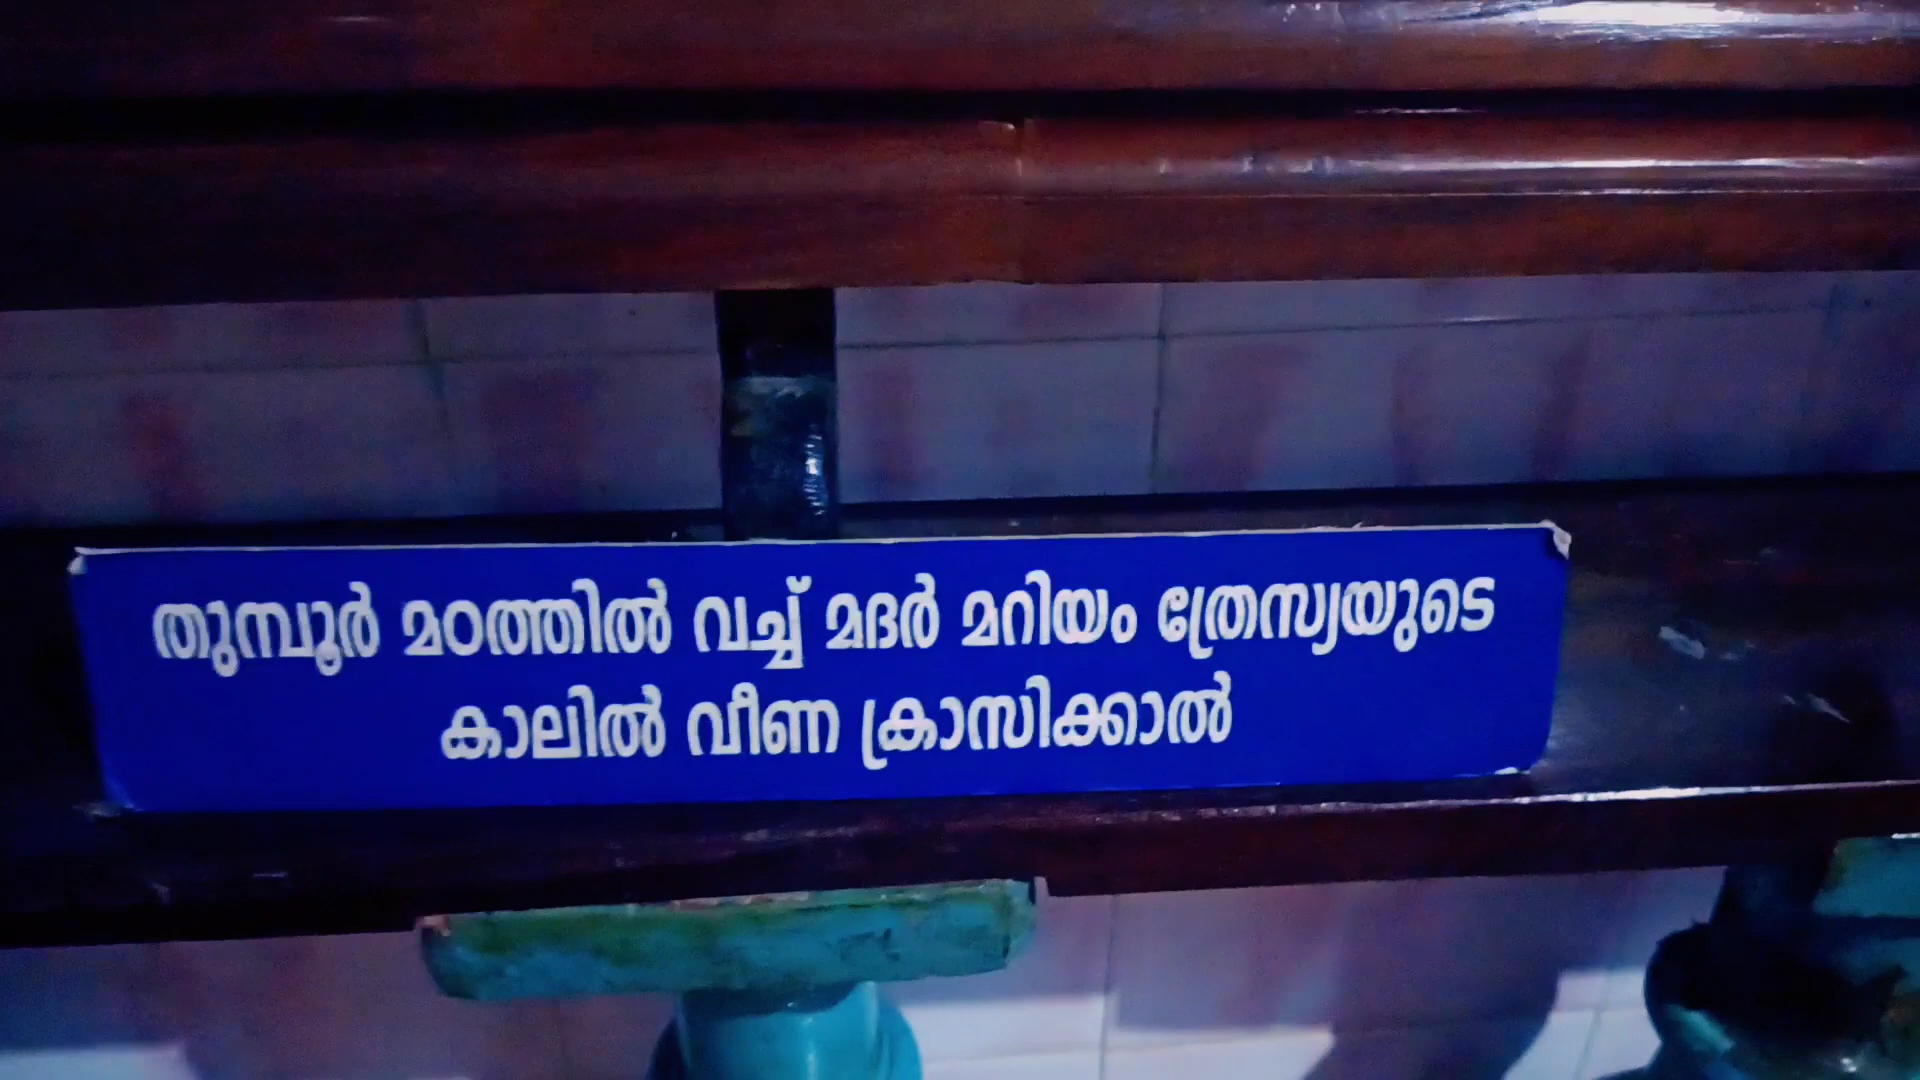 തുമ്പൂർ മഠത്തിൽ വച്ച് മദർ മറിയം ത്രേസ്യയുടെ
കാലിൽ വീണ ക്രാസിക്കാൽ